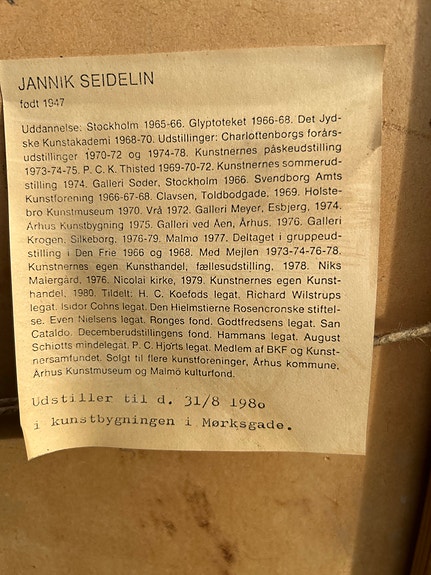 JANNIK SEIDELIN
født 1947
Uddannelse: Stockholm 1965-66. Glyptoteket 1966-68. Det Jyd-
ske Kunstakademi 1968-70. Udstillinger: Charlottenborgs forårs-
udstillinger 1970-72 og 1974-78. Kunstnernes påskeudstilling
1973-74-75. P. C. K. Thisted 1969-70-72. Kunstnernes sommerud-
stilling 1974. Galleri Søder, Stockholm 1966. Svendborg Amts
Kunstforening 1966-67-68. Clavsen, Toldbodgade, 1969. Holste-
bro Kunstmuseum 1970. Vrå 1972. Galleri Meyer, Esbjerg, 1974.
Århus Kunstbygning 1975. Galleri ved Åen, Århus. 1976. Galleri
Krogen, Silkeborg, 1976-79. Malmö 1977. Deltaget i gruppeud-
stilling i Den Frie 1966 og 1968. Med Mejlen 1973-74-76-78.
Kunstnernes egen Kunsthandel, fællesudstilling, 1978. Niks
Maiergård, 1976. Nicolai kirke, 1979. Kunstnernes egen Kunst-
handel, 1980. Tildelt: H. C. Koefods legat. Richard Wilstrups
legat. Isidor Cohns legat. Den Hielmstierne Rosencronske stiftel-
se. Even Nielsens legat. Ronges fond. Godtfredsens legat. San
Cataldo. Decemberudstillingens fond. Hammans legat. August
Schiøtts mindelegat. P. C. Hjorts legat. Medlem af BKF og Kunst-
nersamfundet. Solgt til flere kunstforeninger, Århus kommune,
Århus Kunstmuseum og Malmö kulturfond.
Udstiller til d. 31/8 1980
i kunstbygningen i Mørksgade.